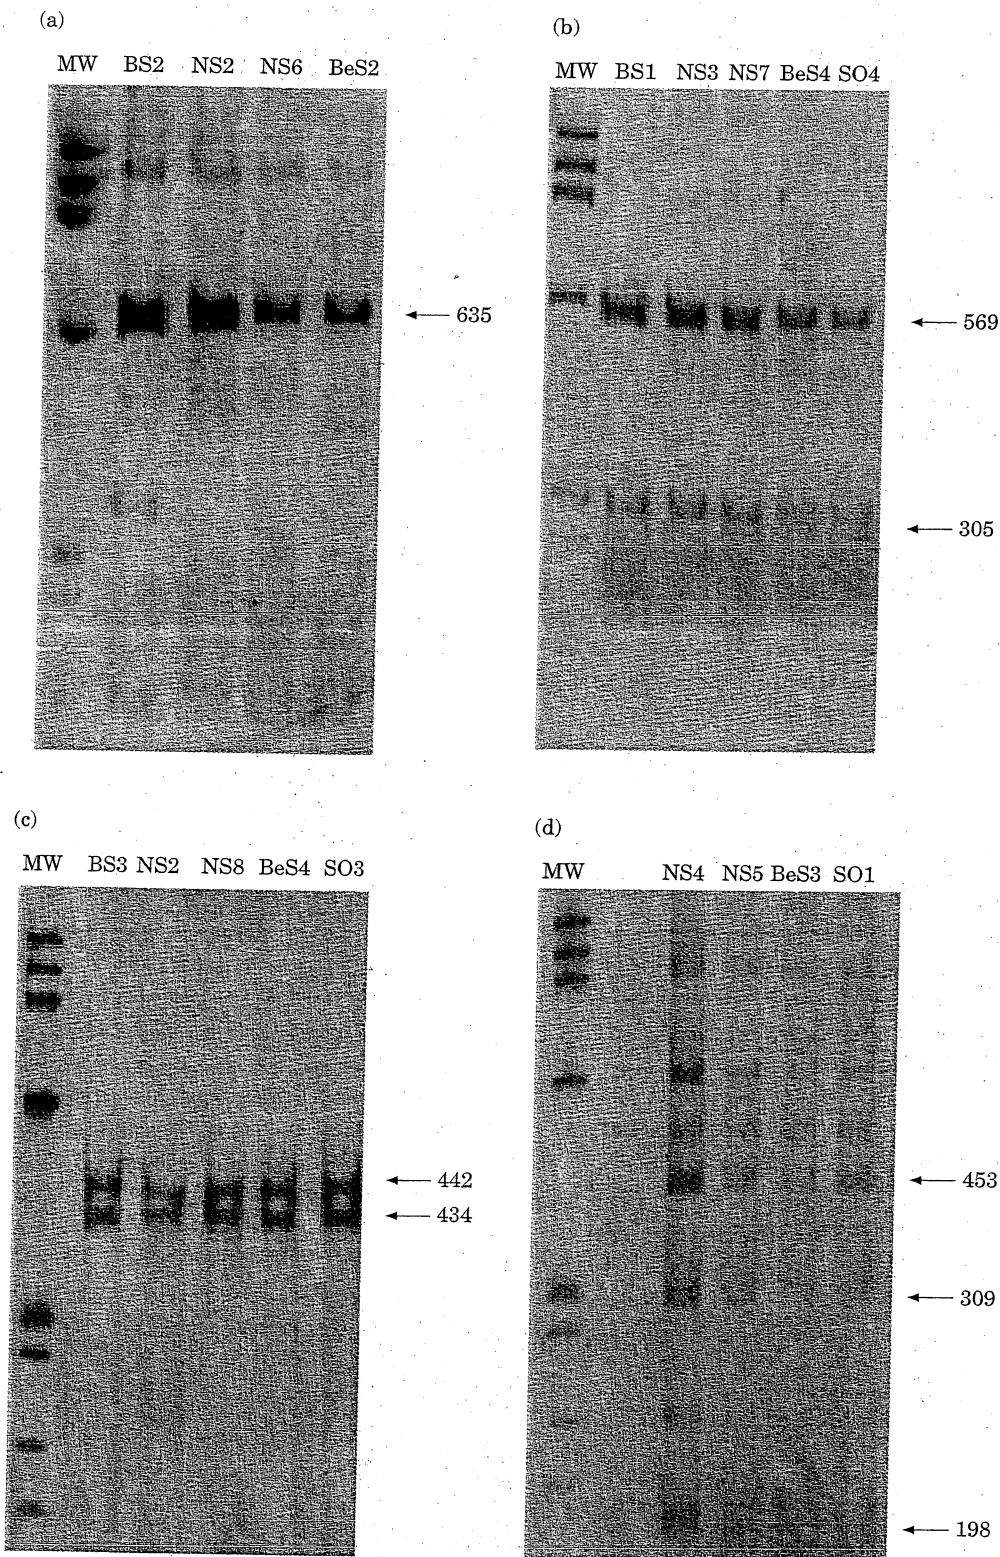 (a)
MW BS2 NS2 NS6 BeS2
635
(b)
MW BS1 NS3 NS7 BeS4 SO4
569
305
(c)
MW BS3 NS2 NS8 BeS4 SO3
442
434
(d)
MW NS4 NS5 BeS3 SO1
453
309
198